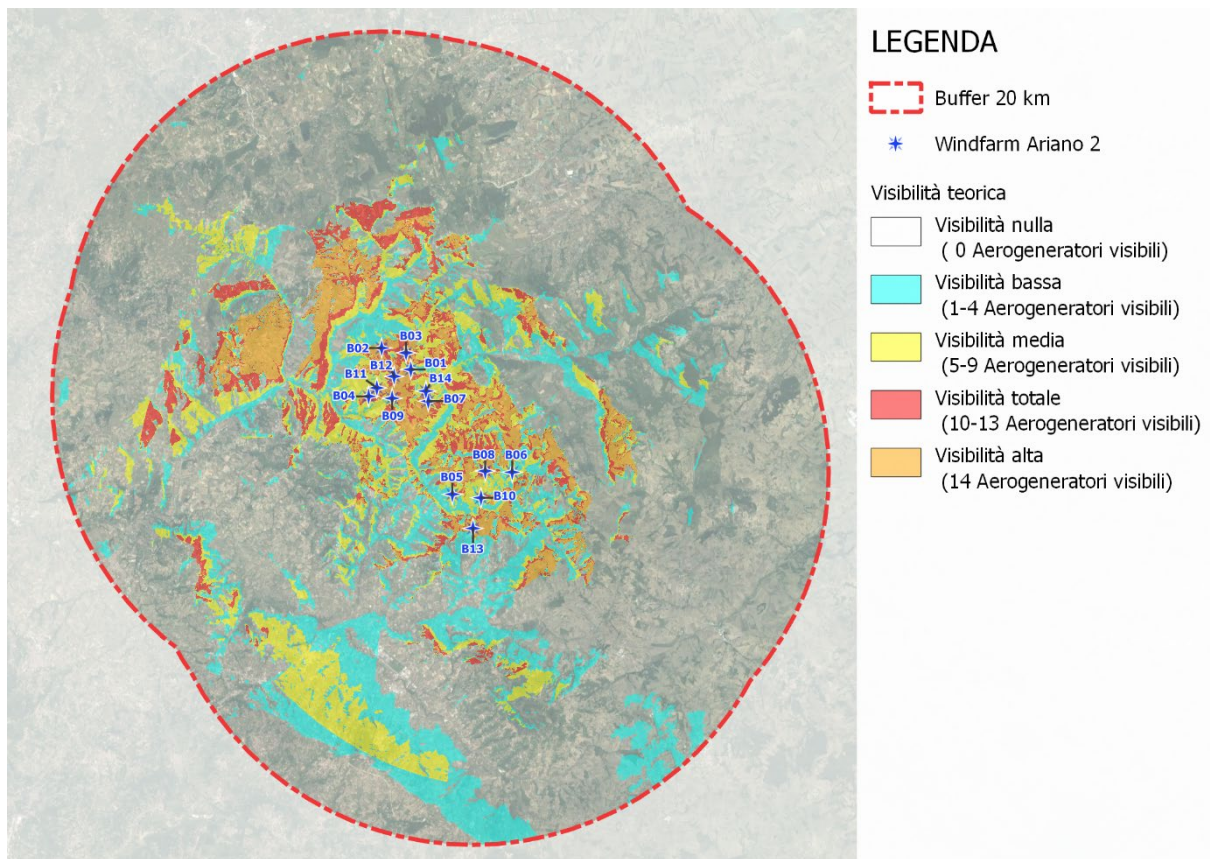 LEGENDA
Buffer 20 km
Windfarm Ariano 2
Visibilità teorica
Visibilità nulla
( 0 Aerogeneratori visibili)
Visibilità bassa
(1-4 Aerogeneratori visibili)
Visibilità media
(5-9 Aerogeneratori visibili)
Visibilità totale
(10-13 Aerogeneratori visibili)
Visibilità alta
(14 Aerogeneratori visibili)
B03
B02
B01
B12
B11
B14
B04
B07
B09
B08
B06
B05
B10
B13